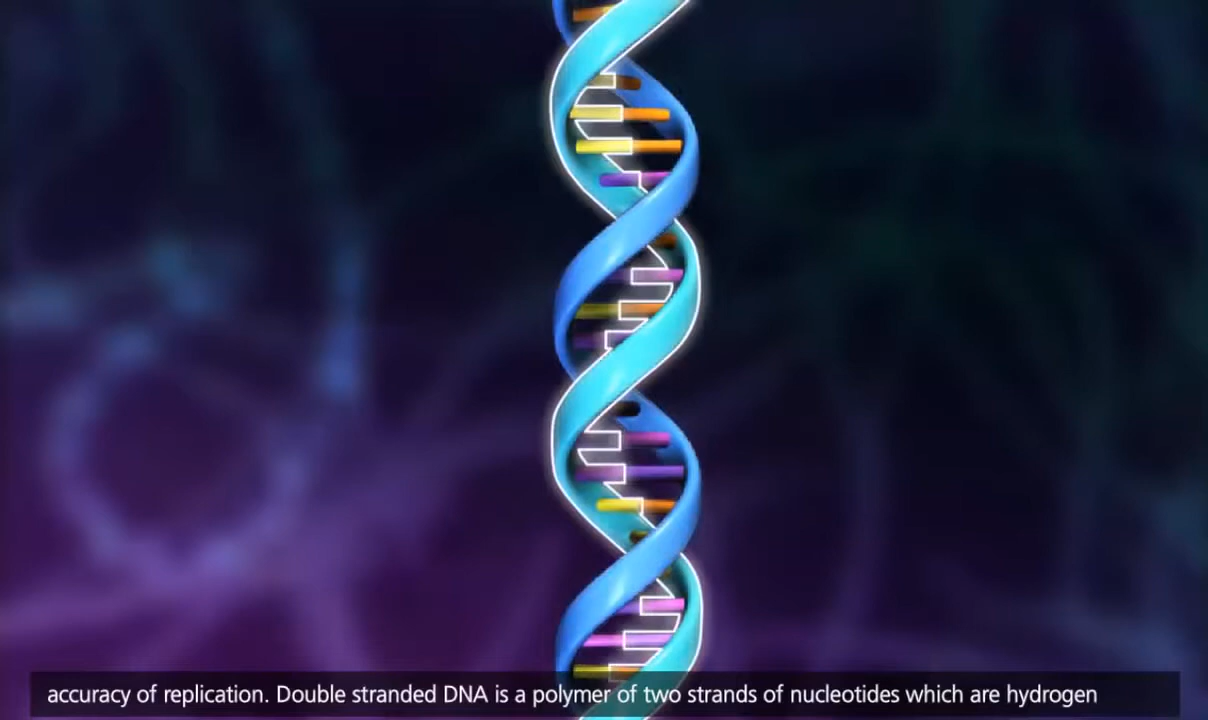 accuracy of replication. Double stranded DNA is a polymer of two strands of nucleotides which are hydrogen